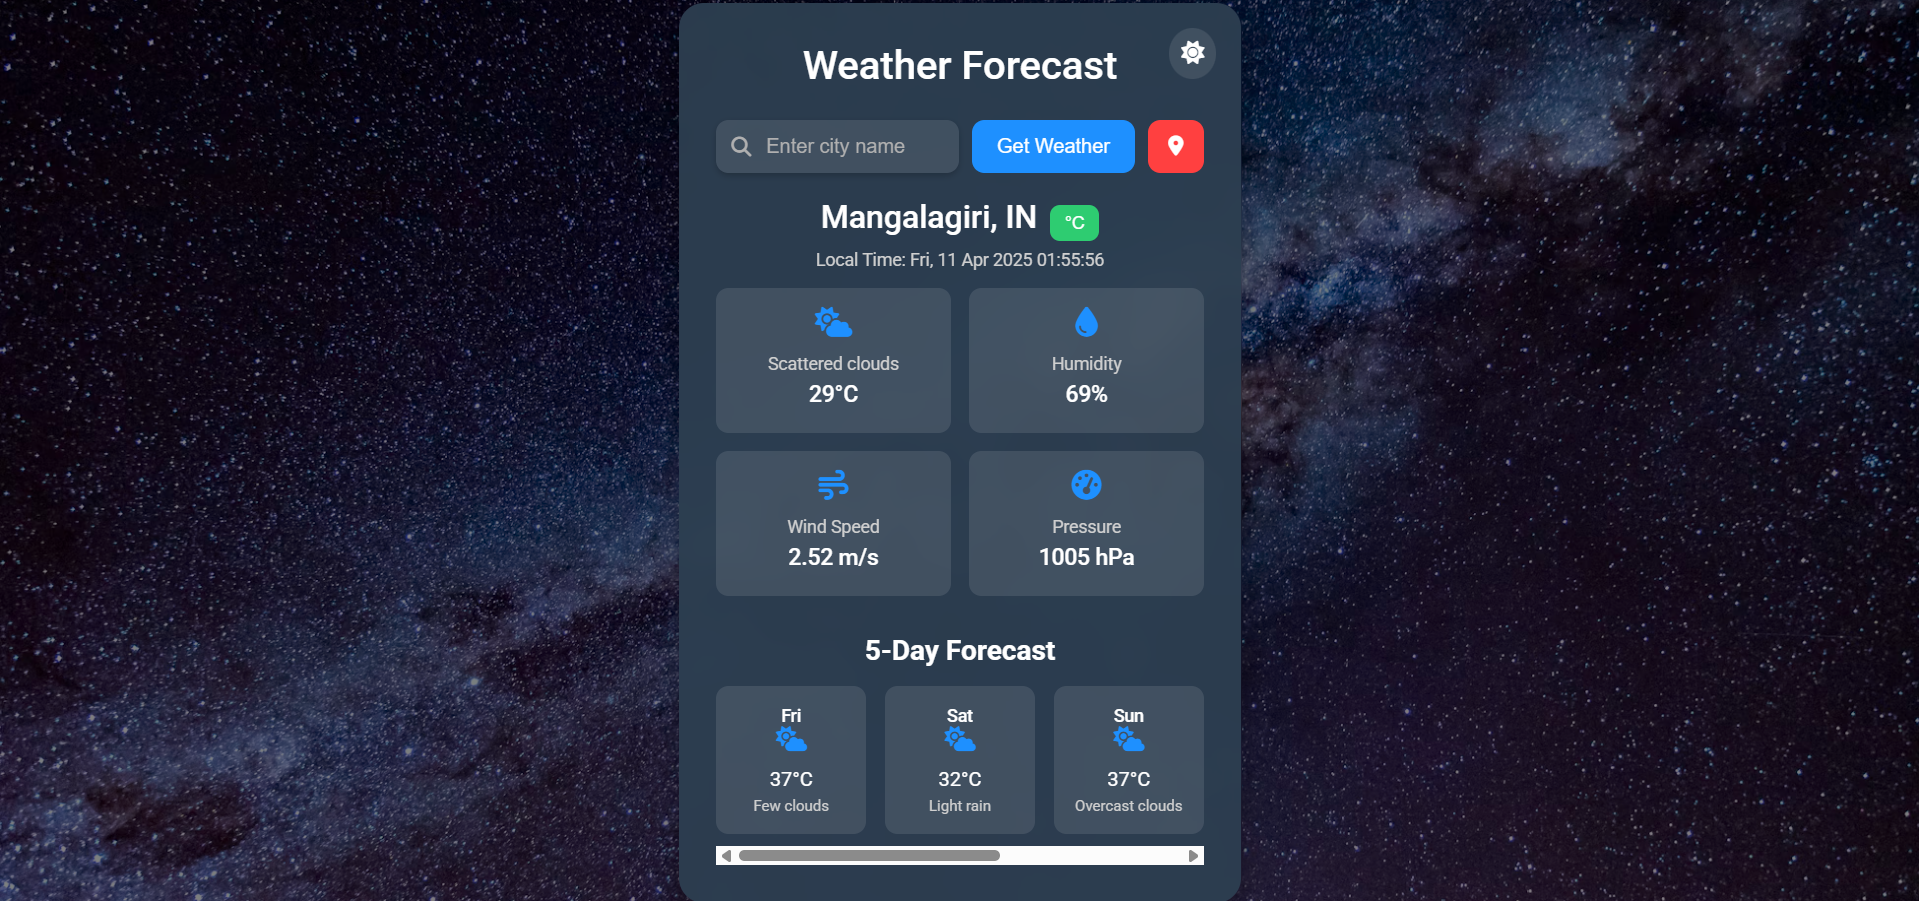 Weather Forecast
Enter city name
Get Weather
Mangalagiri, IN
°C
Local Time: Fri, 11 Apr 2025 01:55:56
Scattered clouds
29°C
Humidity
69%
Wind Speed
2.52 m/s
Pressure
1005 hPa
5-Day Forecast
Fri
37°C
Few clouds
Sat
32°C
Light rain
Sun
37°C
Overcast clouds